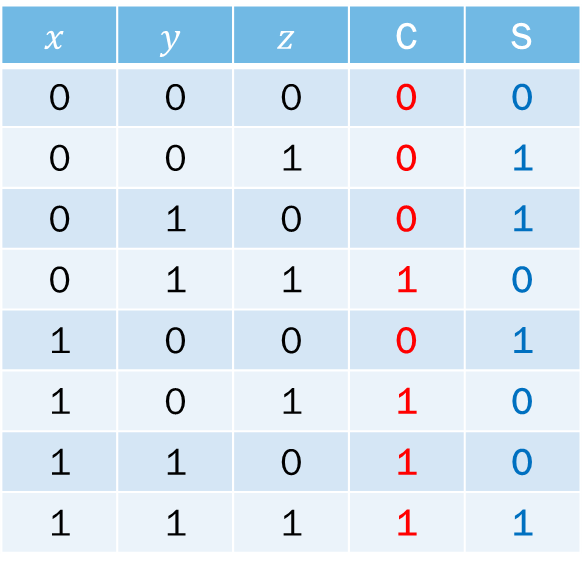 x y z C S
0 0 0 0 0
0 0 1 0 1
0 1 0 0 1
0 1 1 1 0
1 0 0 0 1
1 0 1 1 0
1 1 0 1 0
1 1 1 1 1